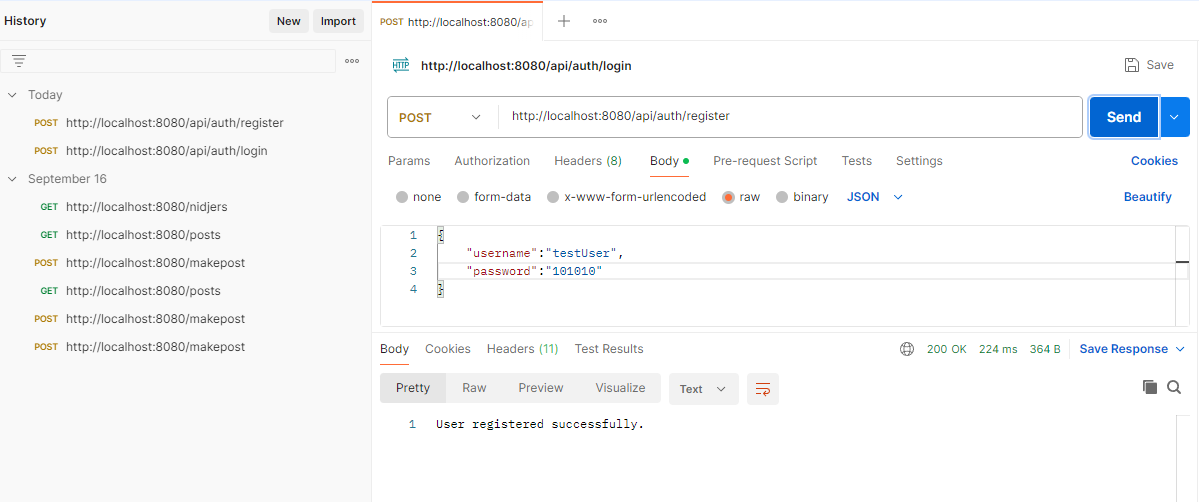 History
New
Import
Today
POST http://localhost:8080/api/auth/register
POST http://localhost:8080/api/auth/login
September 16
GET http://localhost:8080/nidjers
GET http://localhost:8080/posts
POST http://localhost:8080/makepost
GET http://localhost:8080/posts
POST http://localhost:8080/makepost
POST http://localhost:8080/makepost
POST http://localhost:8080/ap
HTTP http://localhost:8080/api/auth/login
Save
POST http://localhost:8080/api/auth/register
Send
Params Authorization Headers (8) Body Pre-request Script Tests Settings Cookies
none form-data x-www-form-urlencoded raw binary JSON Beautify
1 {
2 "username":"testUser",
3 "password":"101010"
4 }
Body Cookies Headers (11) Test Results 200 OK 224 ms 364 B Save Response
Pretty Raw Preview Visualize Text
1 User registered successfully.